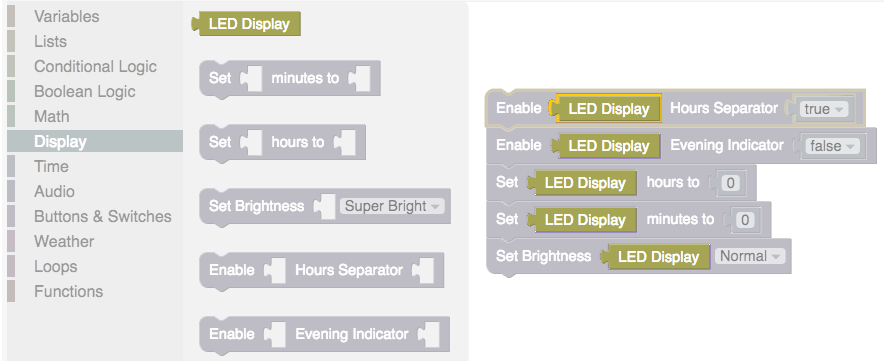 Variables
Lists
Conditional Logic
Boolean Logic
Math
Display
Time
Audio
Buttons & Switches
Weather
Loops
Functions
LED Display
Set minutes to
Set hours to
Set Brightness Super Bright
Enable Hours Separator
Enable Evening Indicator
Enable LED Display Hours Separator true
Enable LED Display Evening Indicator false
Set LED Display hours to 0
Set LED Display minutes to 0
Set Brightness LED Display Normal